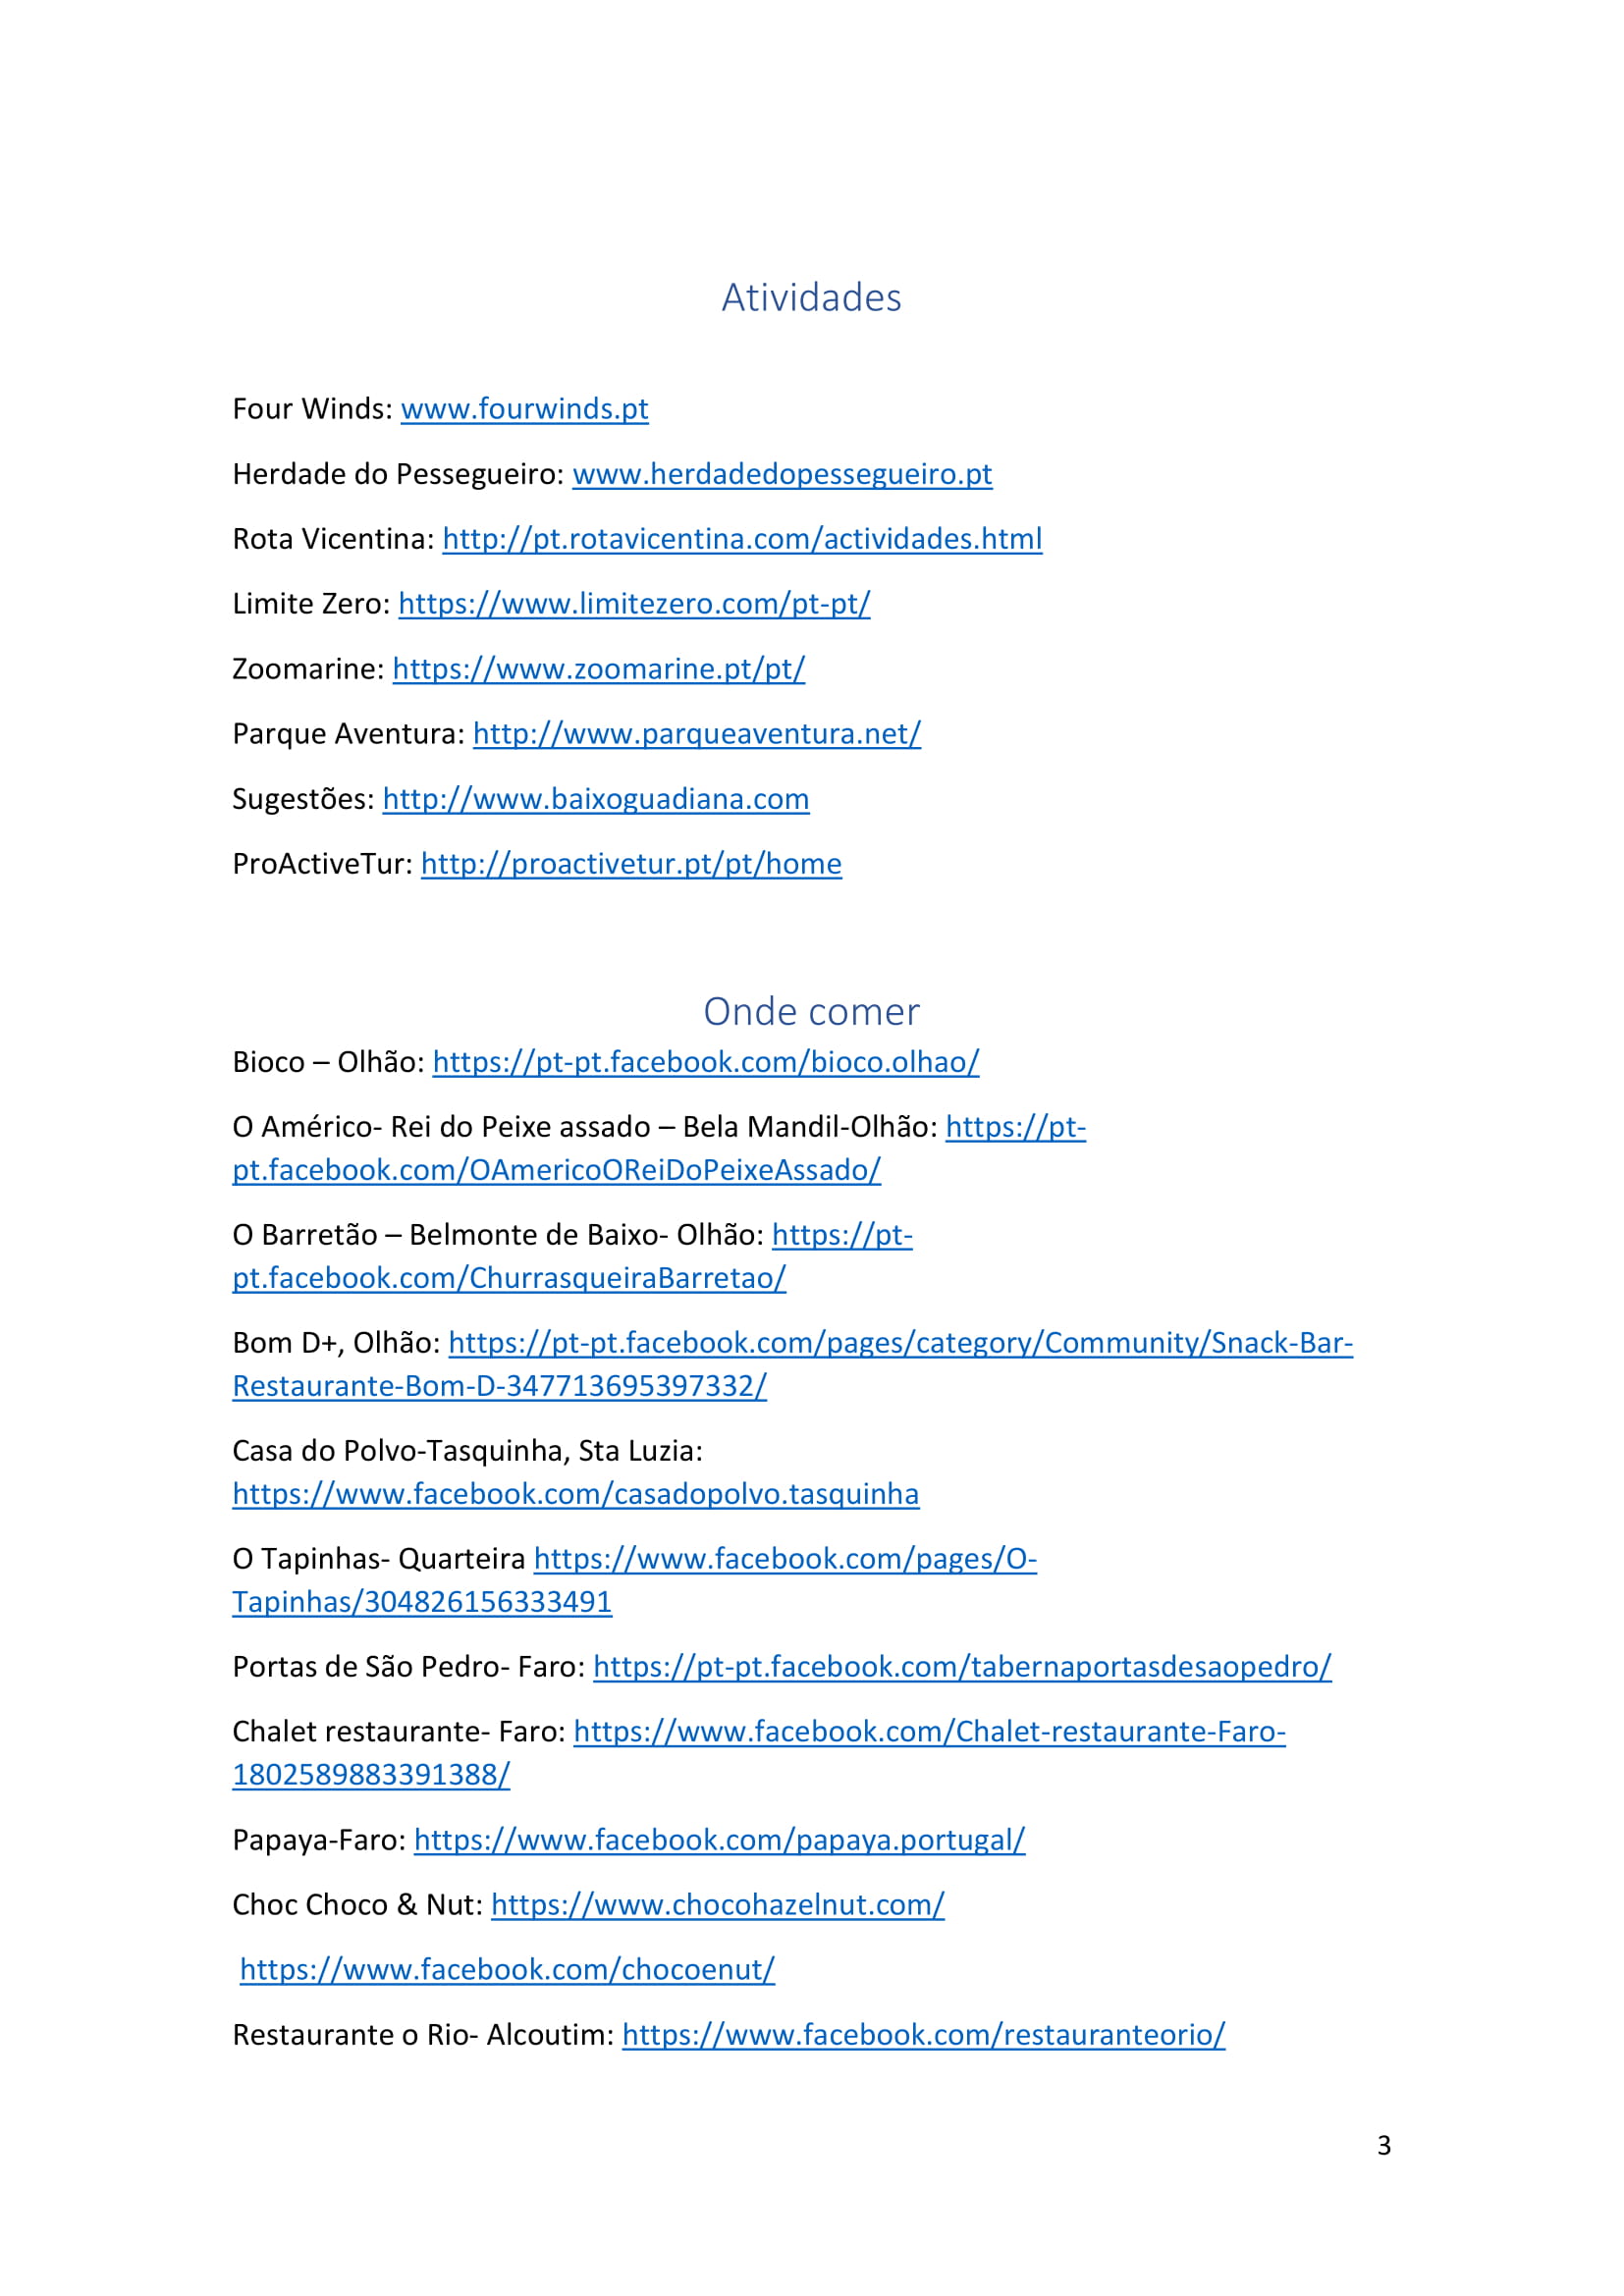 Atividades
Four Winds: www.fourwinds.pt
Herdade do Pessegueiro: www.herdadedopessegueiro.pt
Rota Vicentina: http://pt.rotavicentina.com/actividades.html
Limite Zero: https://www.limitezero.com/pt-pt/
Zoomarine: https://www.zoomarine.pt/pt/
Parque Aventura: http://www.parqueaventura.net/
Sugestões: http://www.baixoguadiana.com
ProActiveTur: http://proactivetur.pt/pt/home
Onde comer
Bioco – Olhão: https://pt-pt.facebook.com/bioco.olhao/
O Américo- Rei do Peixe assado – Bela Mandil-Olhão: https://pt-
pt.facebook.com/OAmericoOReiDoPeixeAssado/
O Barretão – Belmonte de Baixo- Olhão: https://pt-
pt.facebook.com/ChurrasqueiraBarretao/
Bom D+, Olhão: https://pt-pt.facebook.com/pages/category/Community/Snack-Bar-
Restaurante-Bom-D-347713695397332/
Casa do Polvo-Tasquinha, Sta Luzia:
https://www.facebook.com/casadopolvo.tasquinha
O Tapinhas- Quarteira https://www.facebook.com/pages/O-
Tapinhas/304826156333491
Portas de São Pedro- Faro: https://pt-pt.facebook.com/tabernaportasdesaopedro/
Chalet restaurante- Faro: https://www.facebook.com/Chalet-restaurante-Faro-
1802589883391388/
Papaya-Faro: https://www.facebook.com/papaya.portugal/
Choc Choco & Nut: https://www.chocohazelnut.com/
https://www.facebook.com/chocoenut/
Restaurante o Rio- Alcoutim: https://www.facebook.com/restauranteorio/
3